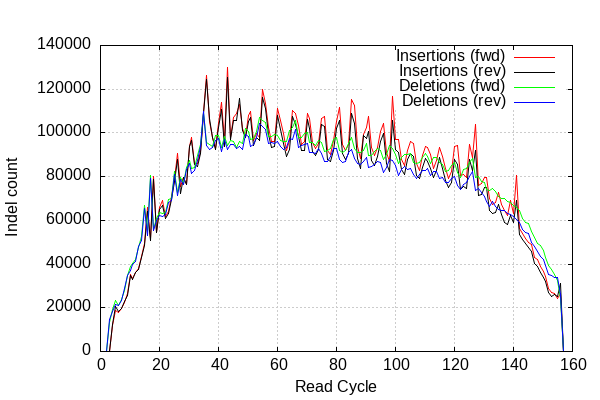 140000
120000
100000
80000
60000
40000
20000
0
Indel count
Insertions (fwd)
Insertions (rev)
Deletions (fwd)
Deletions (rev)
0 20 40 60 80 100 120 140 160
Read Cycle